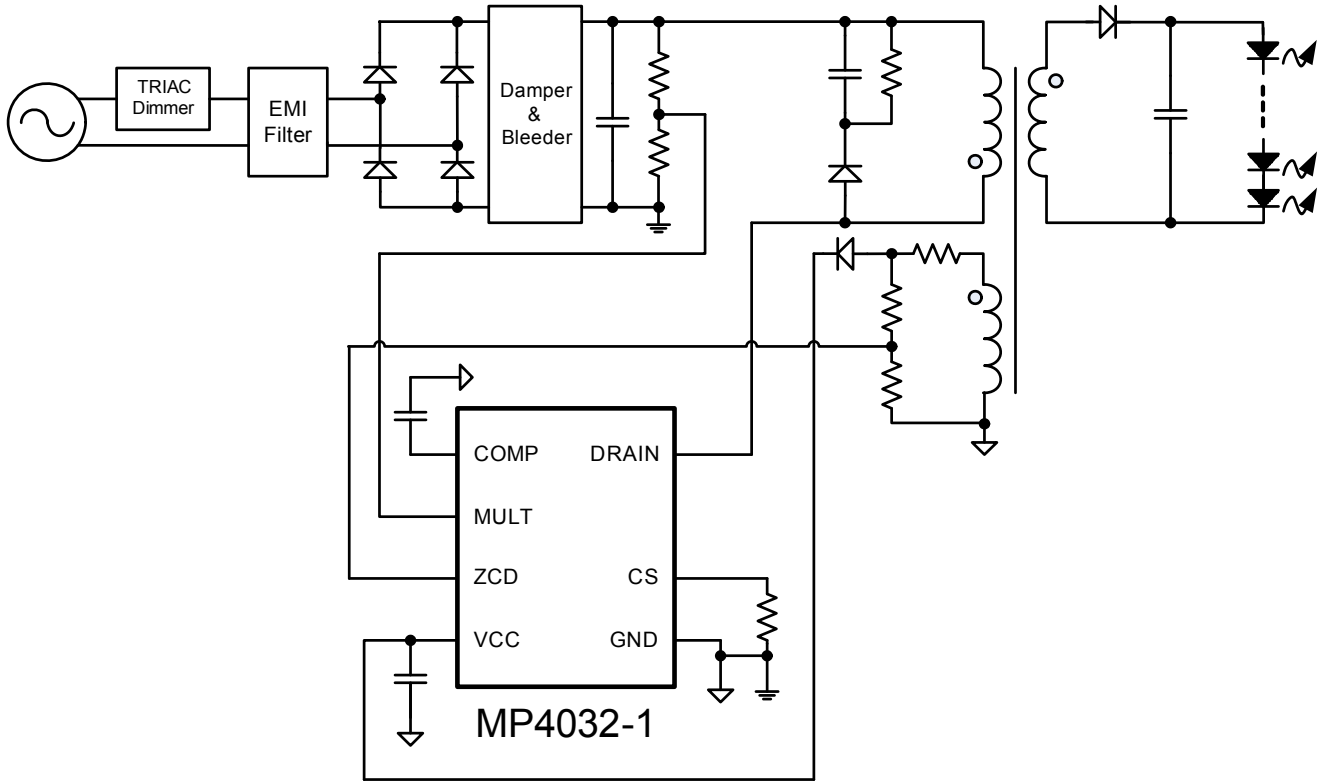 TRIAC
Dimmer
EMI
Filter
Damper
&
Bleeder
COMP
DRAIN
MULT
ZCD
CS
VCC
GND
MP4032-1